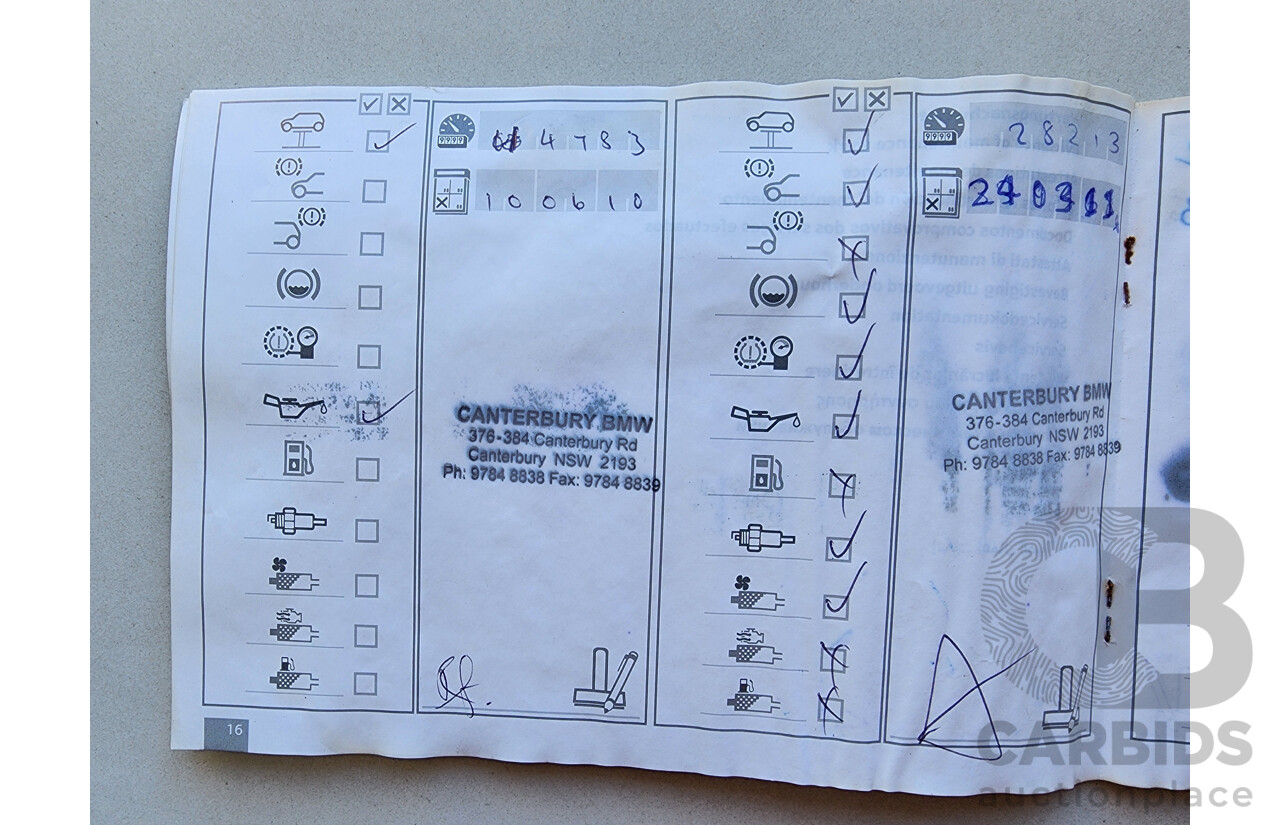 4783
100610
CANTERBURY BMW
376-384 Canterbury Rd
Canterbury NSW 2193
Ph: 9784 8838 Fax: 9784 8839
28213
CANTERBURY BMW
376-384 Canterbury Rd
Canterbury NSW 2193
Ph: 9784 8838 Fax: 9784 8839
16
CB
CARBIDS
auctionplace